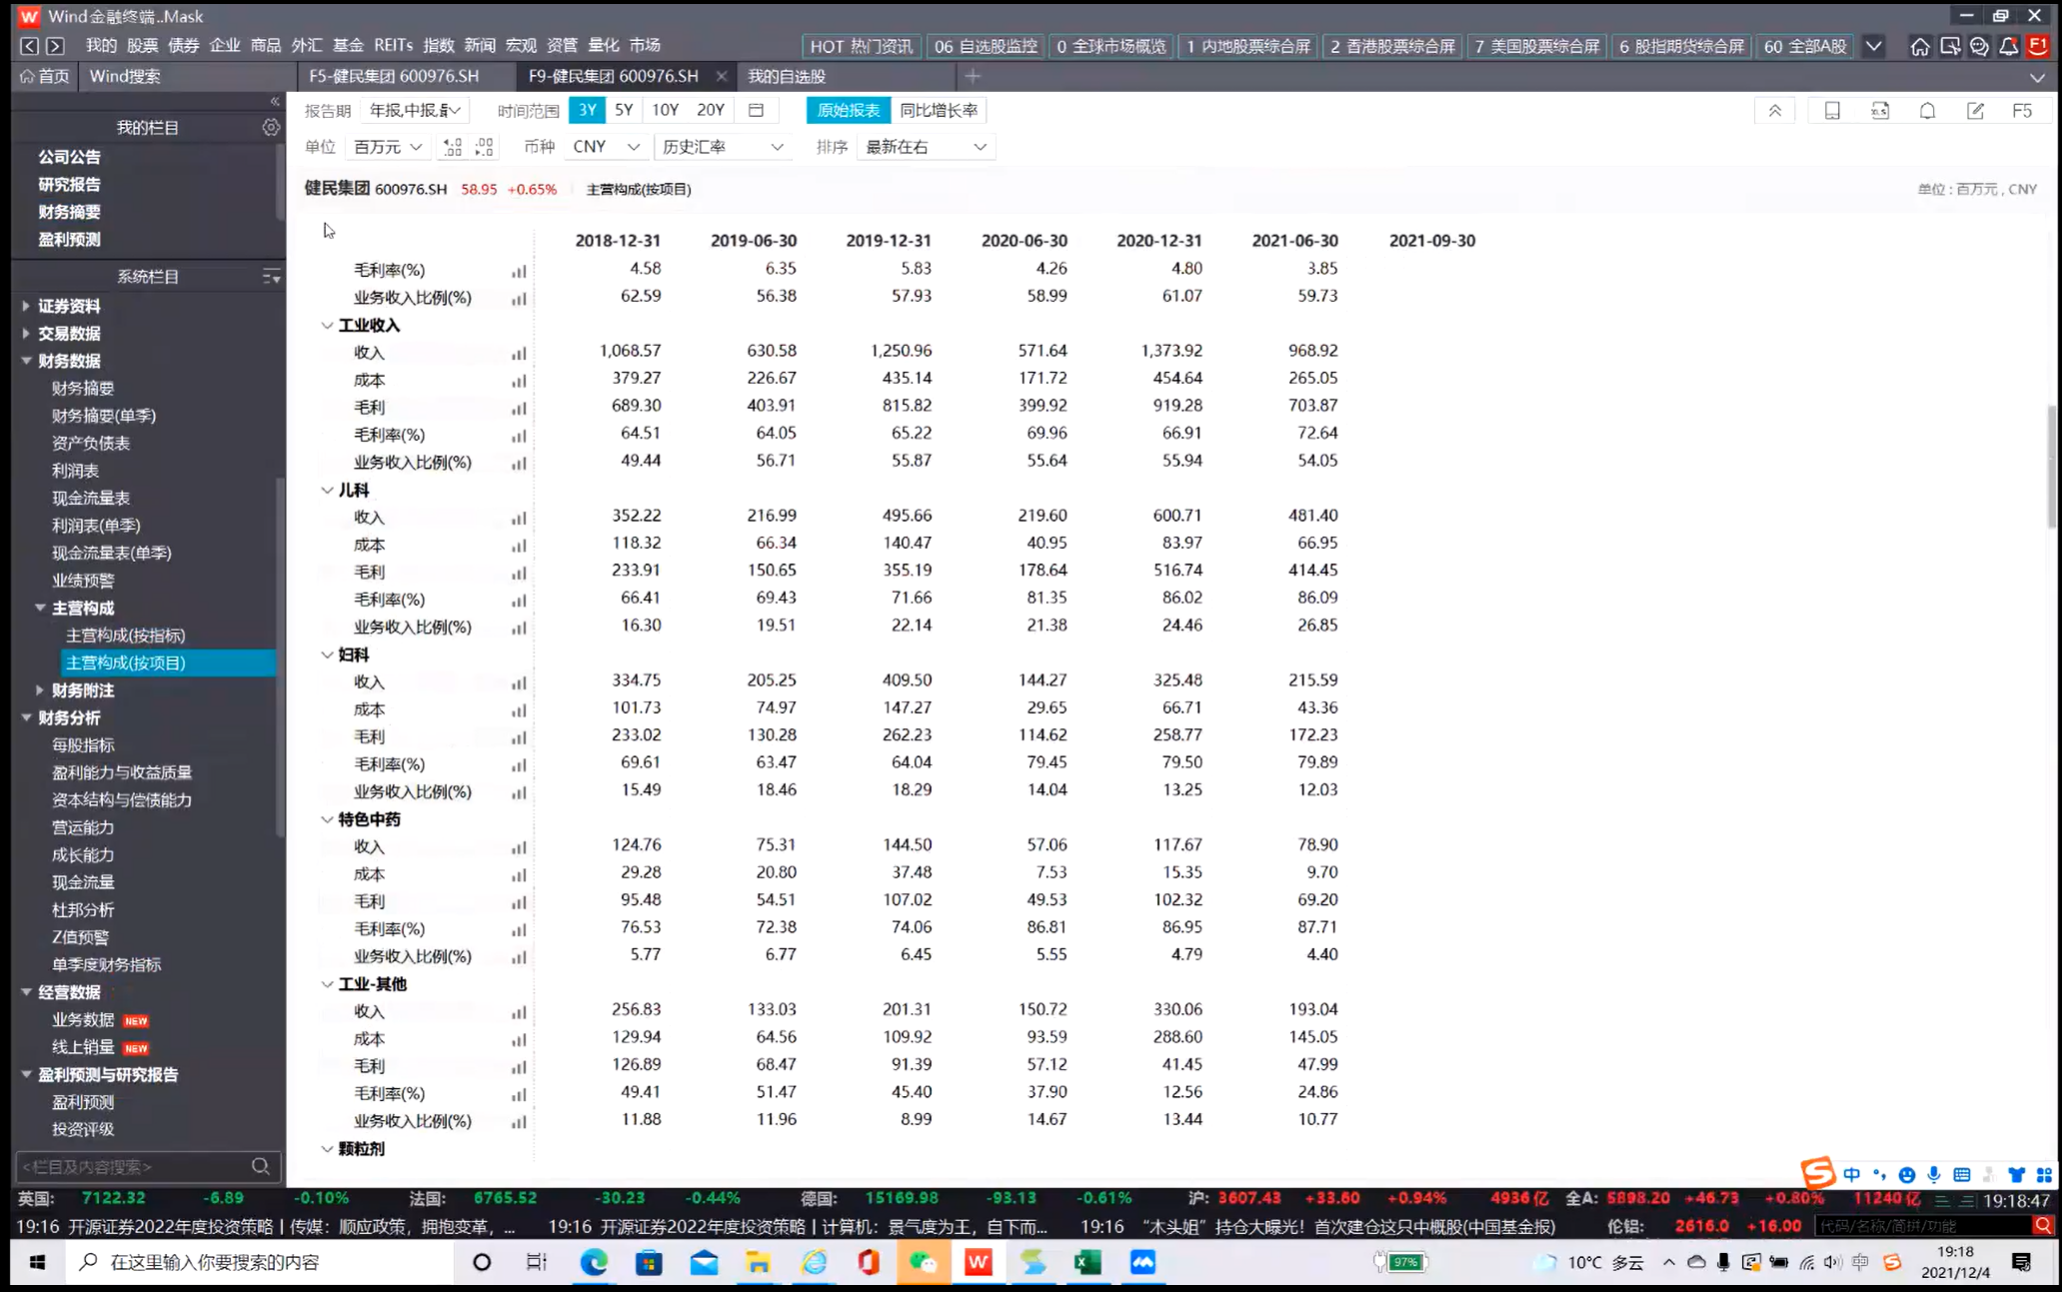 Wind金融终端..Mask
我的 股票 债券 企业 商品 外汇 基金 REITs 指数 新闻 宏观 资管 量化 市场
HOT 热门资讯 06 自选股监控 0 全球市场概览 1 内地股票综合屏 2 香港股票综合屏 7 美国股票综合屏 6 股指期货综合屏 60 全部A股 F1
首页 Wind搜索 F5-健民集团 600976.SH F9-健民集团 600976.SH 我的自选股
我的栏目
公司公告
研究报告
财务摘要
盈利预测
系统栏目
证券资料
交易数据
财务数据
财务摘要
财务摘要(单季)
资产负债表
利润表
现金流量表
利润表(单季)
现金流量表(单季)
业绩预警
主营构成
主营构成(按指标)
主营构成(按项目)
财务附注
财务分析
每股指标
盈利能力与收益质量
资本结构与偿债能力
营运能力
成长能力
现金流量
杜邦分析
Z值预警
单季度财务指标
经营数据
业务数据 NEW
线上销量 NEW
盈利预测与研究报告
盈利预测
投资评级
<栏目及内容搜索>
报告期 年报,中报, 时间范围 3Y 5Y 10Y 20Y 原始报表 同比增长率 F5
单位 百万元 币种 CNY 历史汇率 排序 最新在右
健民集团 600976.SH 58.95 +0.65% 主营构成(按项目) 单位 : 百万元 , CNY
2018-12-31 2019-06-30 2019-12-31 2020-06-30 2020-12-31 2021-06-30 2021-09-30
毛利率(%) 4.58 6.35 5.83 4.26 4.80 3.85
业务收入比例(%) 62.59 56.38 57.93 58.99 61.07 59.73
工业收入
收入 1,068.57 630.58 1,250.96 571.64 1,373.92 968.92
成本 379.27 226.67 435.14 171.72 454.64 265.05
毛利 689.30 403.91 815.82 399.92 919.28 703.87
毛利率(%) 64.51 64.05 65.22 69.96 66.91 72.64
业务收入比例(%) 49.44 56.71 55.87 55.64 55.94 54.05
儿科
收入 352.22 216.99 495.66 219.60 600.71 481.40
成本 118.32 66.34 140.47 40.95 83.97 66.95
毛利 233.91 150.65 355.19 178.64 516.74 414.45
毛利率(%) 66.41 69.43 71.66 81.35 86.02 86.09
业务收入比例(%) 16.30 19.51 22.14 21.38 24.46 26.85
妇科
收入 334.75 205.25 409.50 144.27 325.48 215.59
成本 101.73 74.97 147.27 29.65 66.71 43.36
毛利 233.02 130.28 262.23 114.62 258.77 172.23
毛利率(%) 69.61 63.47 64.04 79.45 79.50 79.89
业务收入比例(%) 15.49 18.46 18.29 14.04 13.25 12.03
特色中药
收入 124.76 75.31 144.50 57.06 117.67 78.90
成本 29.28 20.80 37.48 7.53 15.35 9.70
毛利 95.48 54.51 107.02 49.53 102.32 69.20
毛利率(%) 76.53 72.38 74.06 86.81 86.95 87.71
业务收入比例(%) 5.77 6.77 6.45 5.55 4.79 4.40
工业-其他
收入 256.83 133.03 201.31 150.72 330.06 193.04
成本 129.94 64.56 109.92 93.59 288.60 145.05
毛利 126.89 68.47 91.39 57.12 41.45 47.99
毛利率(%) 49.41 51.47 45.40 37.90 12.56 24.86
业务收入比例(%) 11.88 11.96 8.99 14.67 13.44 10.77
颗粒剂
中
英国: 7122.32 -6.89 -0.10% 法国: 6765.52 -30.23 -0.44% 德国: 15169.98 -93.13 -0.61% 沪: 3607.43 +33.60 +0.94% 4936 亿 全A: 5898.20 +46.73 +0.80% 11240 亿 19:18:47
19:16 开源证券2022年度投资策略 | 传媒：顺应政策，拥抱变革，... 19:16 开源证券2022年度投资策略 | 计算机：景气度为王，自下而... 19:16 “木头姐”持仓大曝光！首次建仓这只中概股(中国基金报) 伦铝: 2616.0 +16.00 代码/名称/简拼/功能
在这里输入你要搜索的内容 97% 10°C 多云 中 19:18
2021/12/4